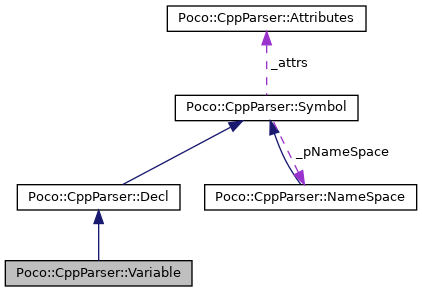 Poco::CppParser::Attributes
_attrs
Poco::CppParser::Symbol
_pNameSpace
Poco::CppParser::Decl
Poco::CppParser::NameSpace
Poco::CppParser::Variable